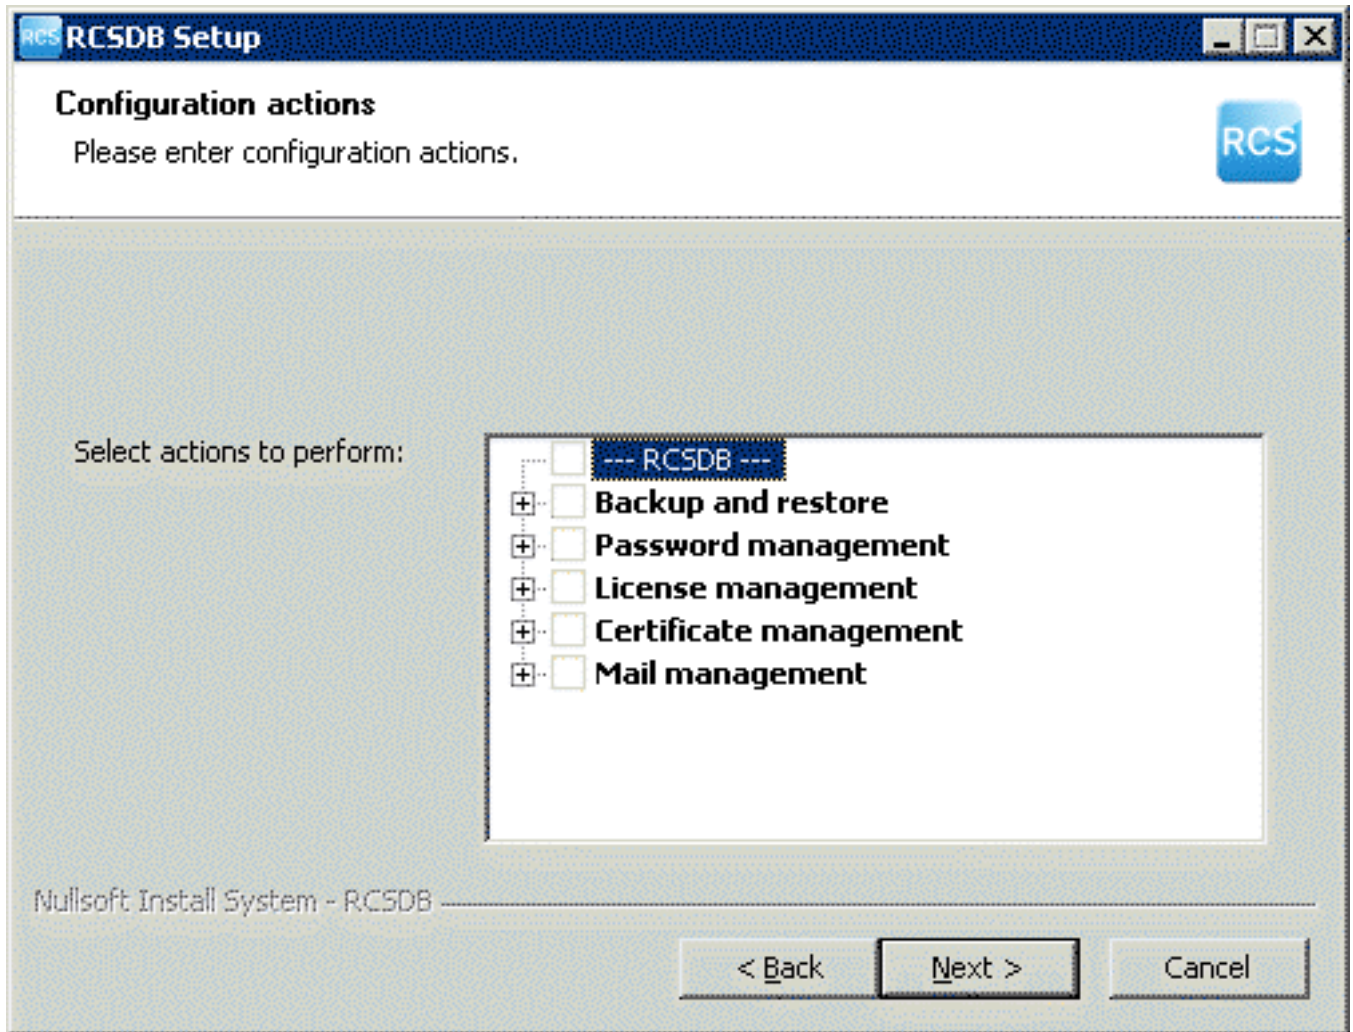 RCS RCSDB Setup
Configuration actions
Please enter configuration actions.
RCS
Select actions to perform:
--- RCSDB ---
Backup and restore
Password management
License management
Certificate management
Mail management
Nullsoft Install System - RCSDB
< Back
Next >
Cancel